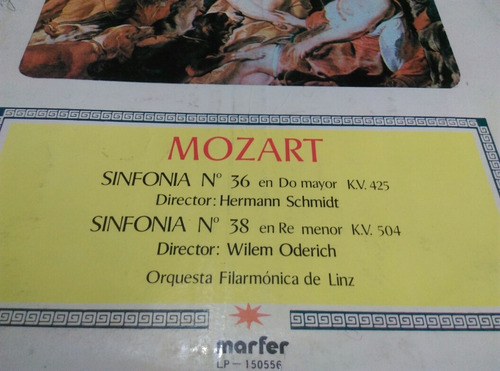 MOZART
SINFONIA Nº 36 en Do mayor K.V. 425
Director: Hermann Schmidt
SINFONIA Nº 38 en Re menor K.V. 504
Director: Wilem Oderich
Orquesta Filarmónica de Linz
marfer
LP-150556